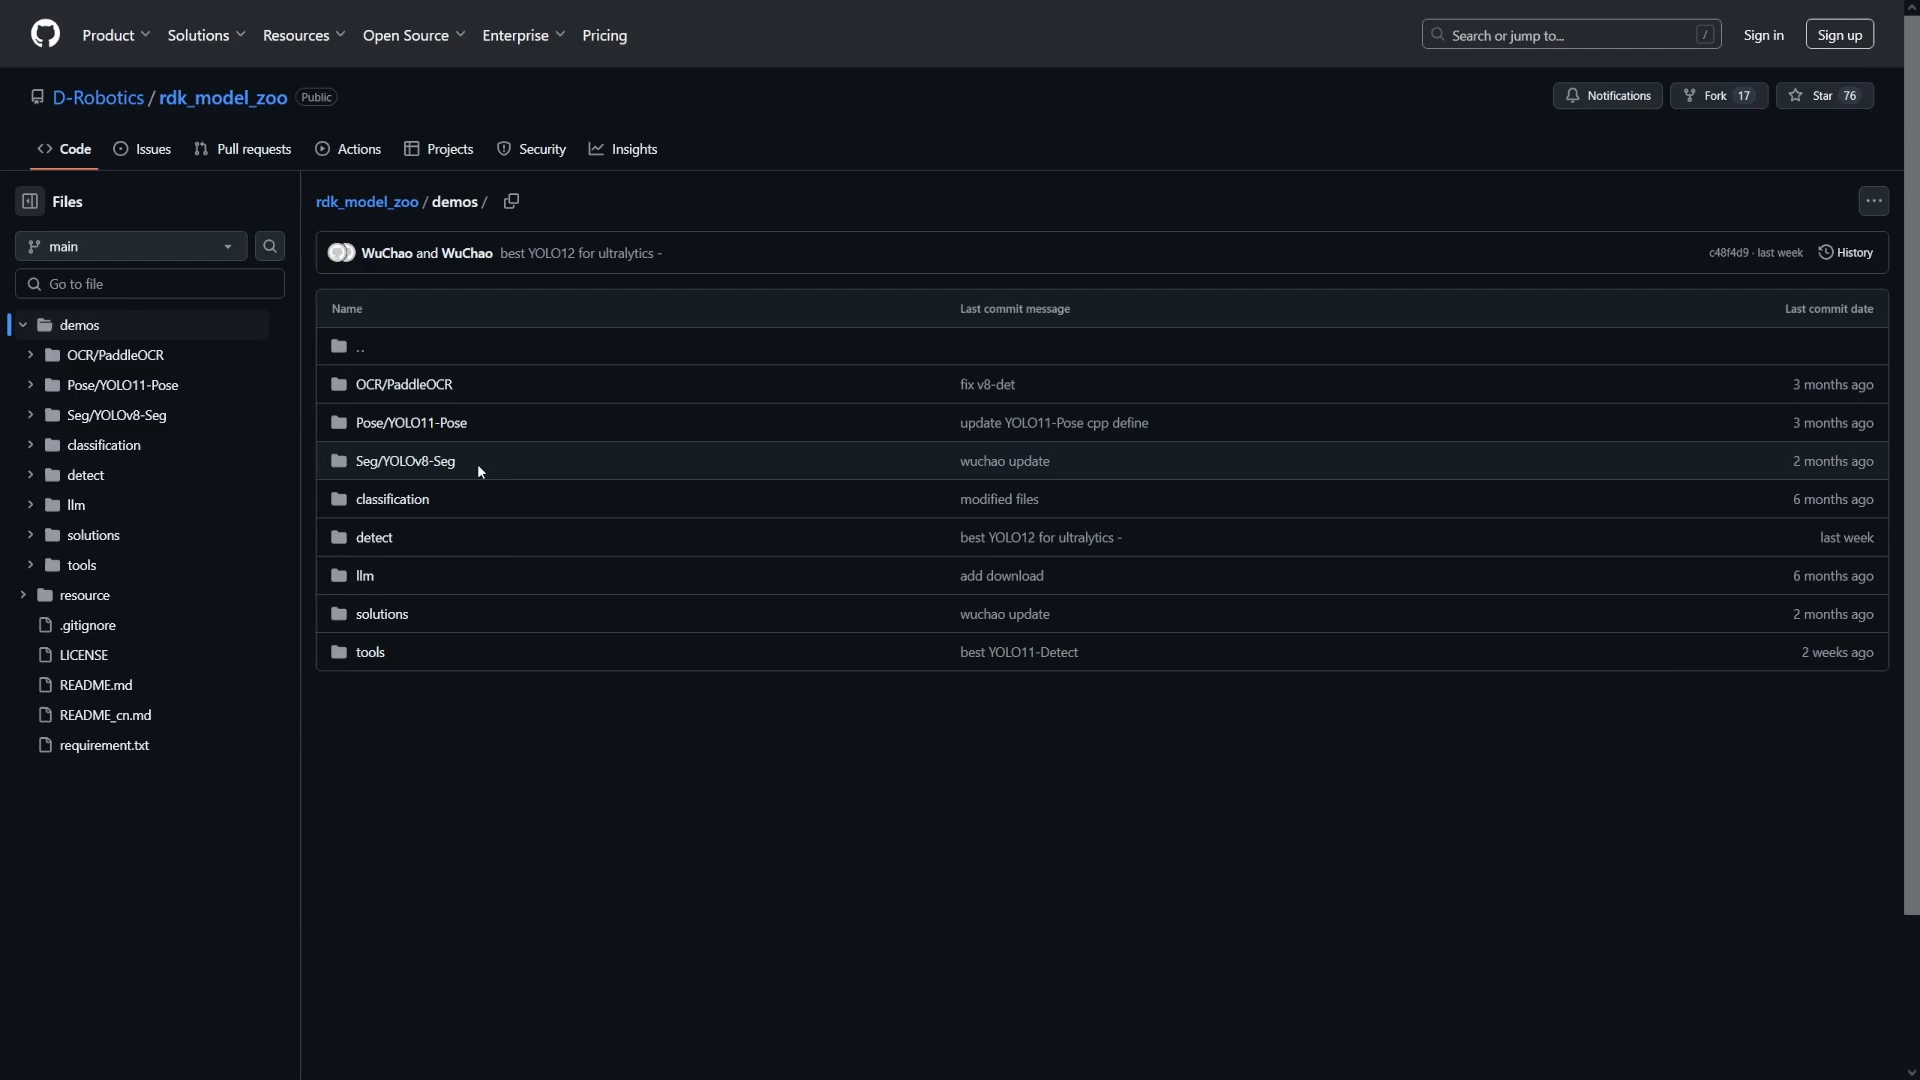 Product Solutions Resources Open Source Enterprise Pricing Search or jump to... / Sign in Sign up
D-Robotics / rdk_model_zoo Public Notifications Fork 17 Star 76
Code Issues Pull requests Actions Projects Security Insights
Files
main
Go to file
demos
OCR/PaddleOCR
Pose/YOLO11-Pose
Seg/YOLOv8-Seg
classification
detect
llm
solutions
tools
resource
.gitignore
LICENSE
README.md
README_cn.md
requirement.txt
rdk_model_zoo / demos /
WuChao and WuChao best YOLO12 for ultralytics - c48f4d9 · last week History
Name Last commit message Last commit date
..
OCR/PaddleOCR fix v8-det 3 months ago
Pose/YOLO11-Pose update YOLO11-Pose cpp define 3 months ago
Seg/YOLOv8-Seg wuchao update 2 months ago
classification modified files 6 months ago
detect best YOLO12 for ultralytics - last week
llm add download 6 months ago
solutions wuchao update 2 months ago
tools best YOLO11-Detect 2 weeks ago